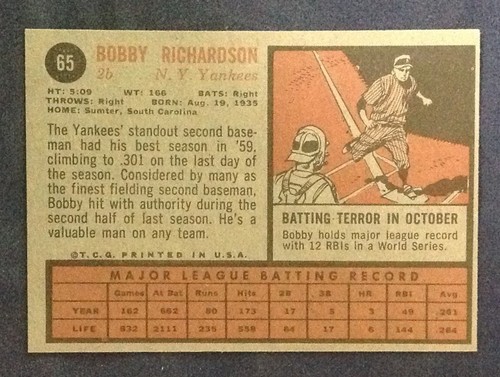 65
BOBBY RICHARDSON
2b N. Y. Yankees
HT: 5:09 WT: 166 BATS: Right
THROWS: Right BORN: Aug. 19, 1935
HOME: Sumter, South Carolina
The Yankees' standout second base-
man had his best season in '59,
climbing to .301 on the last day of
the season. Considered by many as
the finest fielding second baseman,
Bobby hit with authority during the
second half of last season. He's a
valuable man on any team.
©T.C.G. PRINTED IN U.S.A.
BATTING TERROR IN OCTOBER
Bobby holds major league record
with 12 RBIs in a World Series.
MAJOR LEAGUE BATTING RECORD
Games At Bat Runs Hits 2B 3B HR RBI Avg
YEAR 162 662 80 173 17 5 3 49 .261
LIFE 632 2111 235 558 64 17 6 144 .264